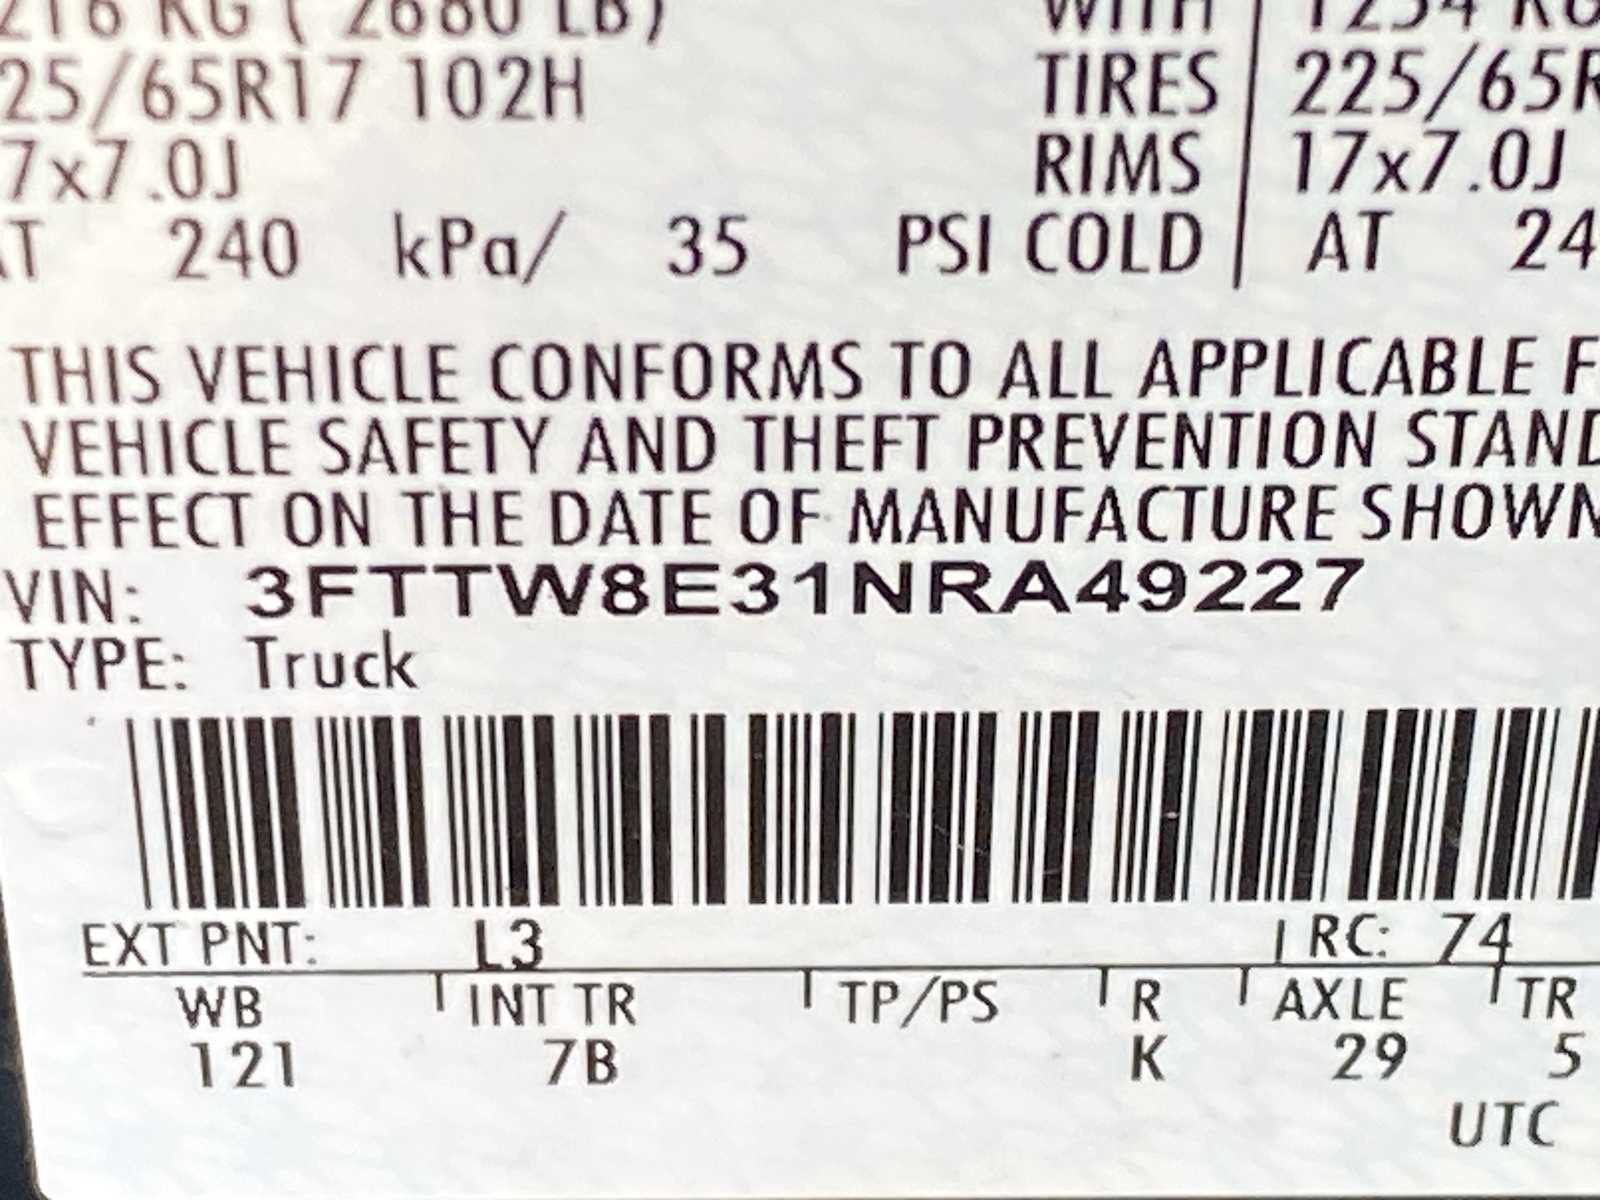 216 KG ( 2680 LB) WITH 1254 KG
25/65R17 102H TIRES 225/65R
7x7.0J RIMS 17x7.0J
AT 240 kPa/ 35 PSI COLD AT 24
THIS VEHICLE CONFORMS TO ALL APPLICABLE F
VEHICLE SAFETY AND THEFT PREVENTION STAND
EFFECT ON THE DATE OF MANUFACTURE SHOWN
VIN: 3FTTW8E31NRA49227
TYPE: Truck
EXT PNT: L3 RC: 74
WB INT TR TP/PS R AXLE TR
121 7B K 29 5
UTC